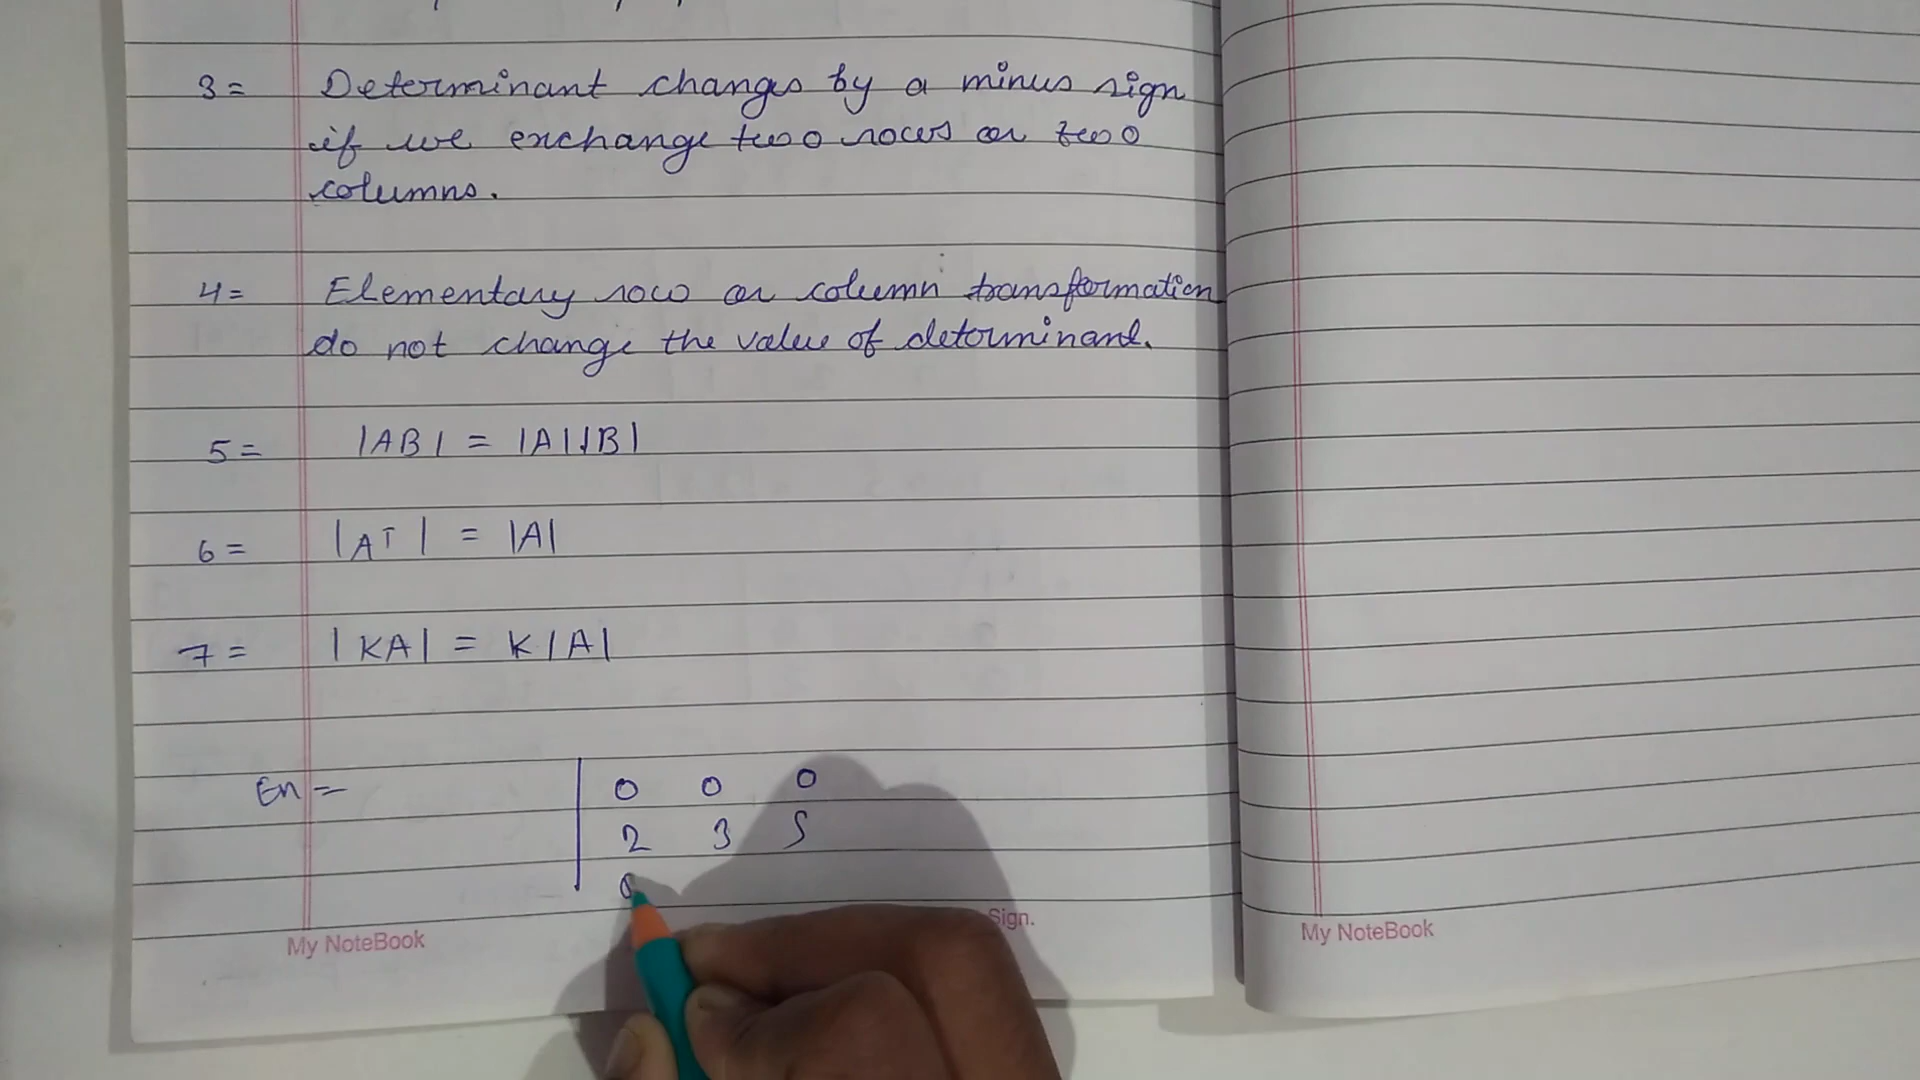 3= Determinant changes by a minus sign
if we exchange two rows or two
columns.
4= Elementary row or column transformation
do not change the value of determinant.
5= |AB| = |A||B|
6= |AT| = |A|
7= |KA| = K|A|
Ex= 0 0 0
2 3 5
My NoteBook
Sign.
My NoteBook